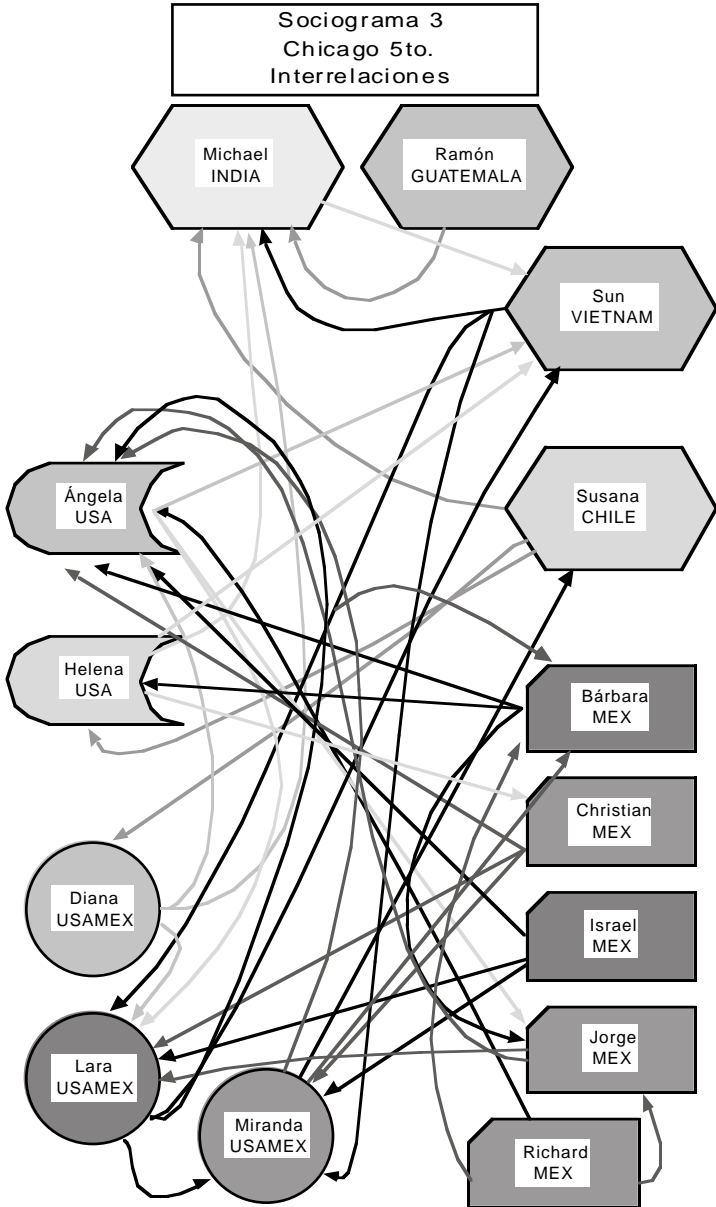 Sociograma 3
Chicago 5to.
Interrelaciones
Michael
INDIA
Ramón
GUATEMALA
Sun
VIETNAM
Ángela
USA
Susana
CHILE
Helena
USA
Bárbara
MEX
Christian
MEX
Diana
USAMEX
Israel
MEX
Lara
USAMEX
Jorge
MEX
Miranda
USAMEX
Richard
MEX